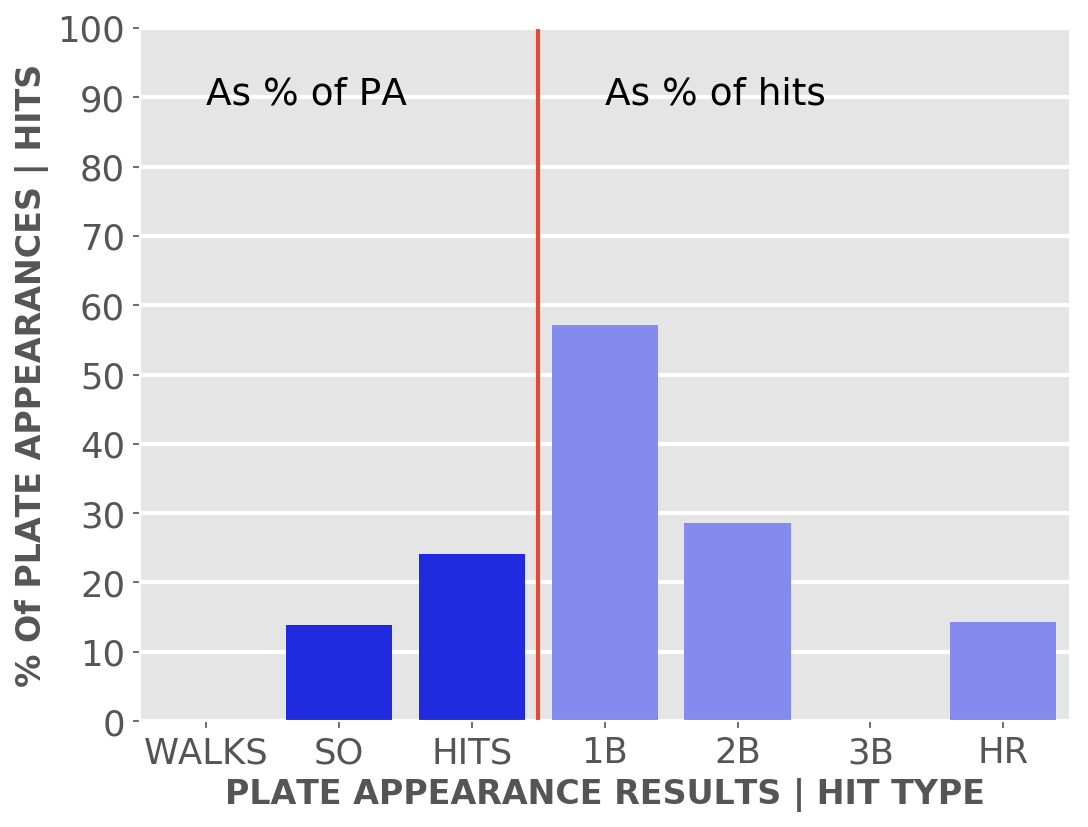 100
90
80
70
60
50
40
30
20
10
0
% Of PLATE APPEARANCES | HITS
As % of PA
As % of hits
WALKS SO HITS 1B 2B 3B HR
PLATE APPEARANCE RESULTS | HIT TYPE